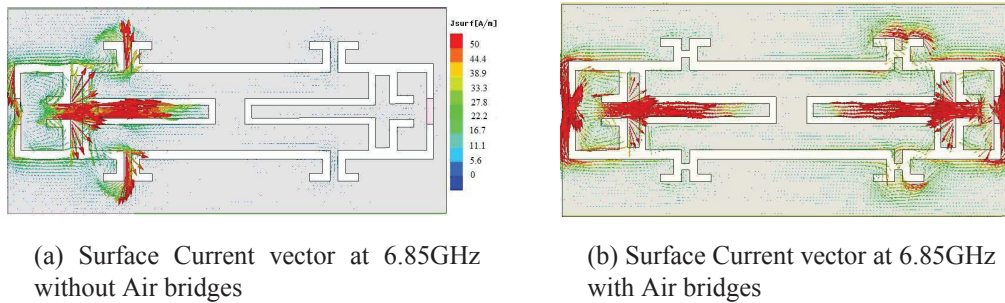 Jsurf[A/m]
50
44.4
38.9
33.3
27.8
22.2
16.7
11.1
5.6
0
(a) Surface Current vector at 6.85GHz
without Air bridges
(b) Surface Current vector at 6.85GHz
with Air bridges